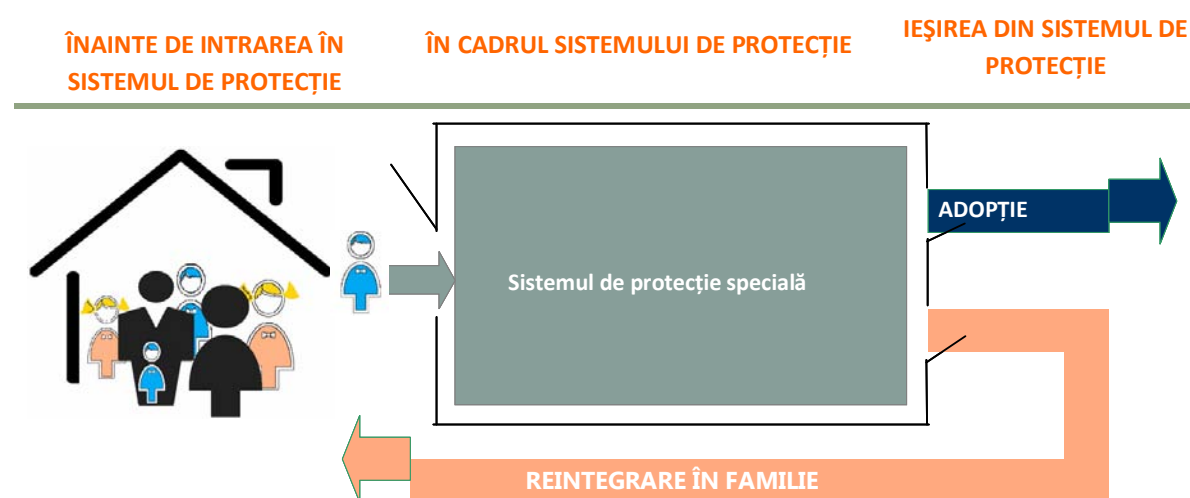 ÎNAINTE DE INTRAREA ÎN
SISTEMUL DE PROTECȚIE
ÎN CADRUL SISTEMULUI DE PROTECȚIE
IEŞIREA DIN SISTEMUL DE
PROTECȚIE
ADOPȚIE
Sistemul de protecție specială
REINTEGRARE ÎN FAMILIE